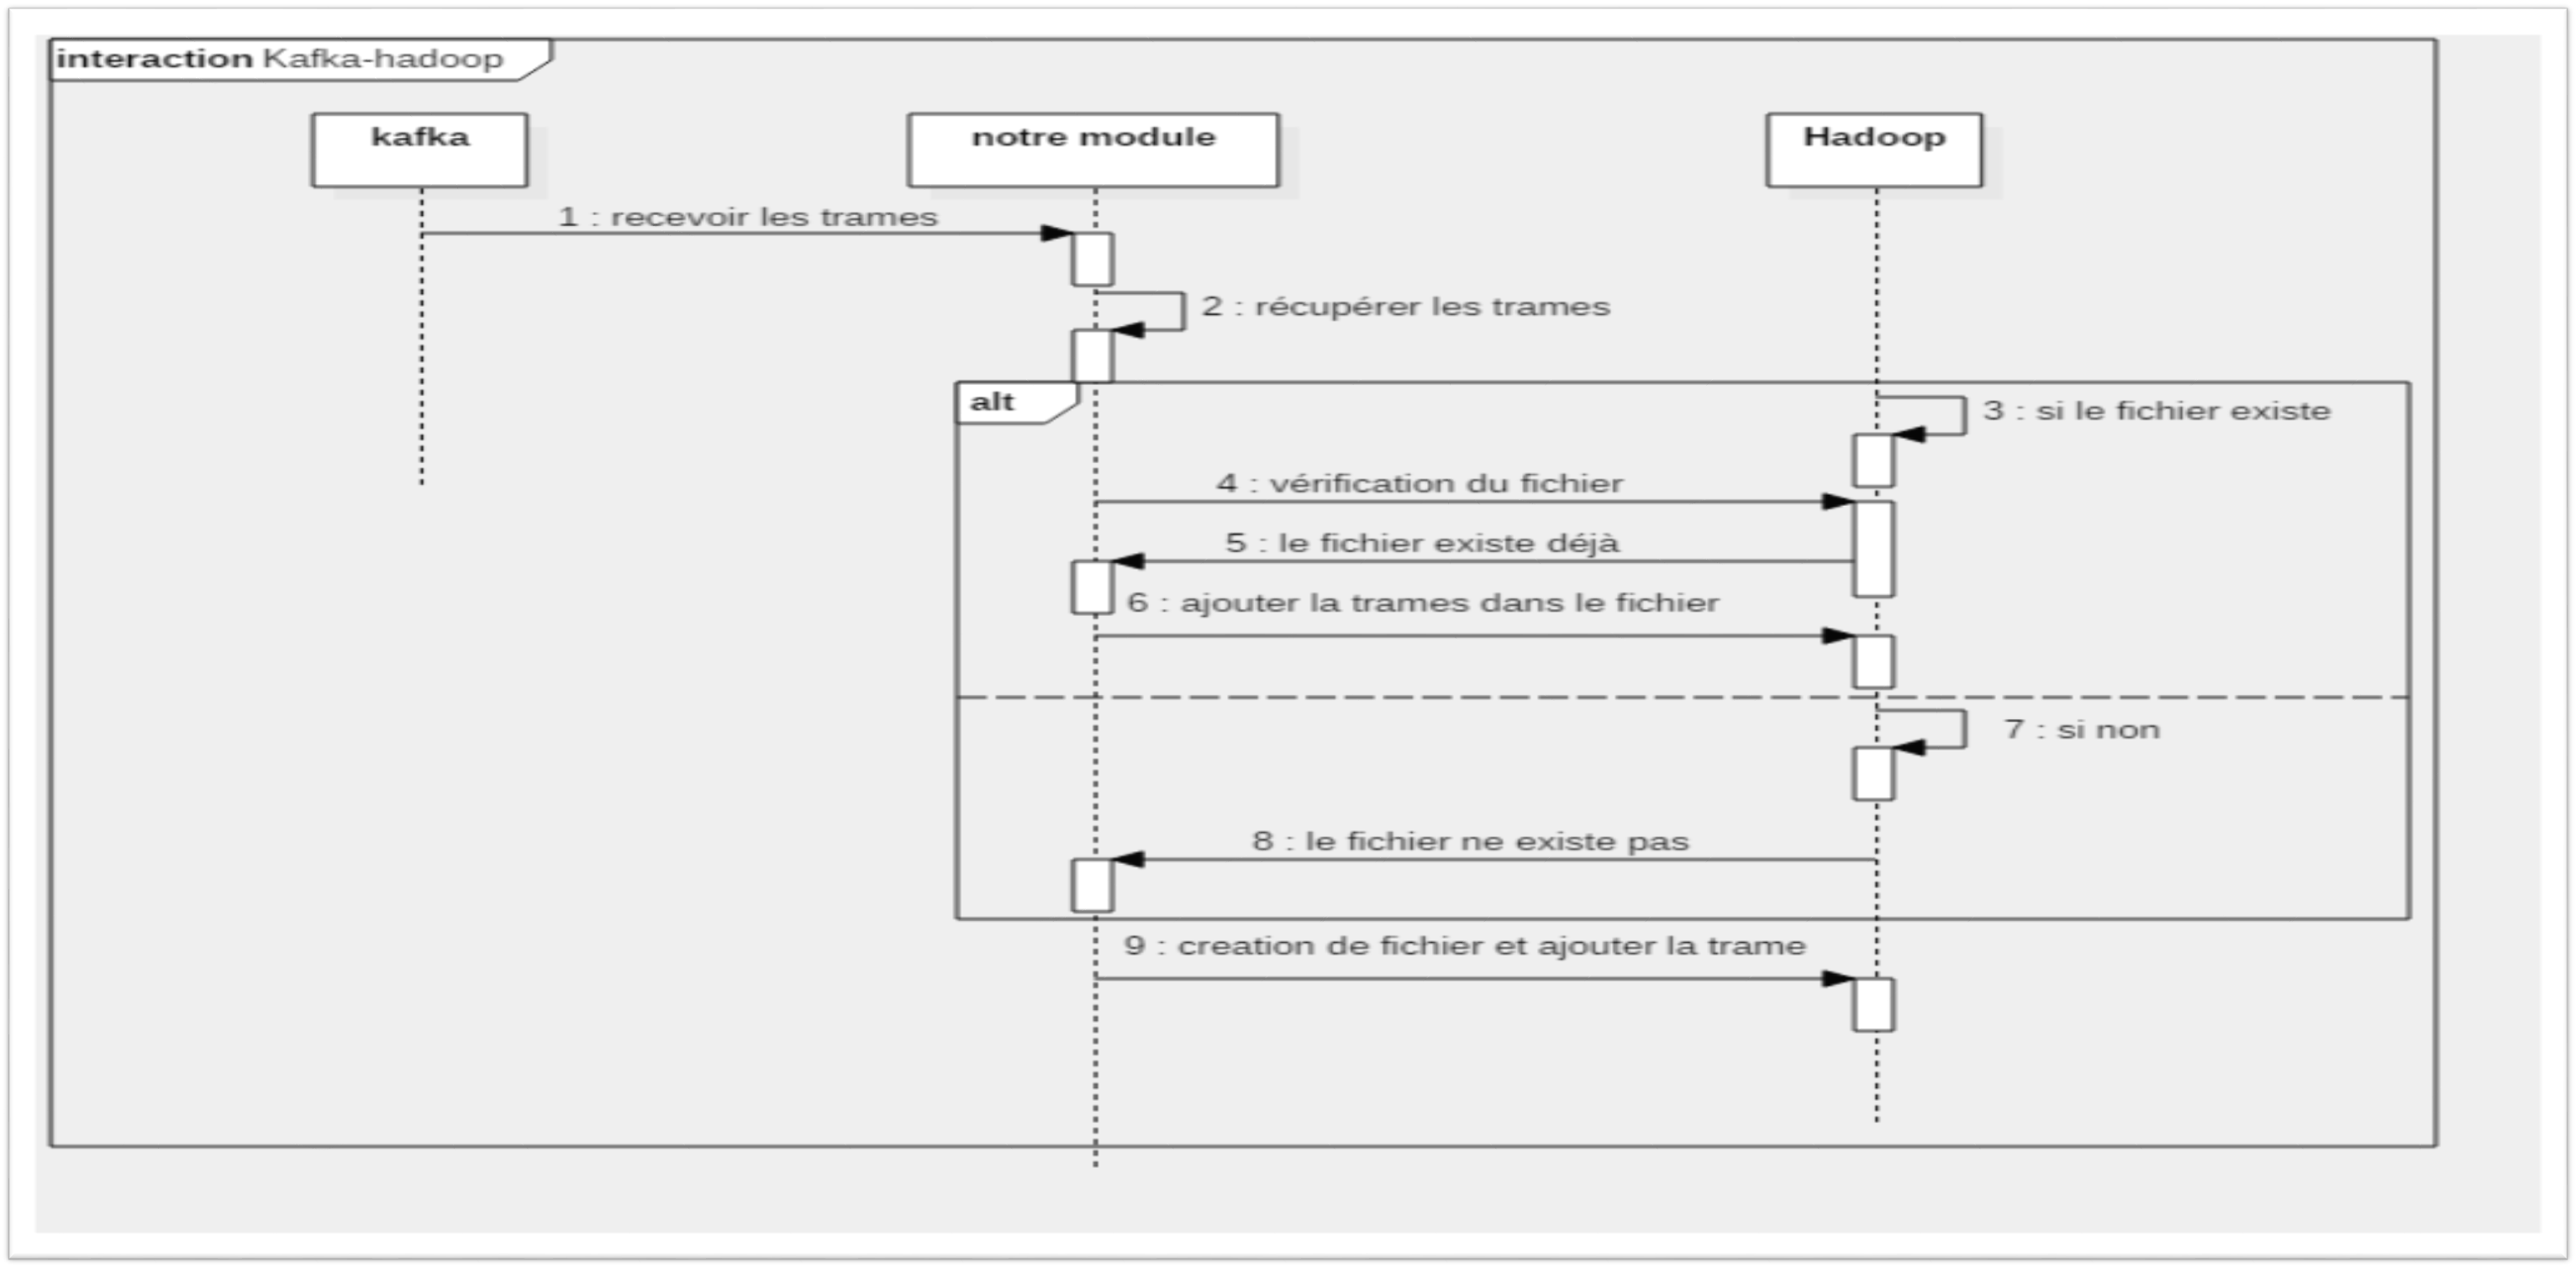 interaction Kafka-hadoop
kafka
notre module
Hadoop
1 : recevoir les trames
2 : récupérer les trames
alt
3 : si le fichier existe
4 : vérification du fichier
5 : le fichier existe déjà
6 : ajouter la trames dans le fichier
7 : si non
8 : le fichier ne existe pas
9 : creation de fichier et ajouter la trame